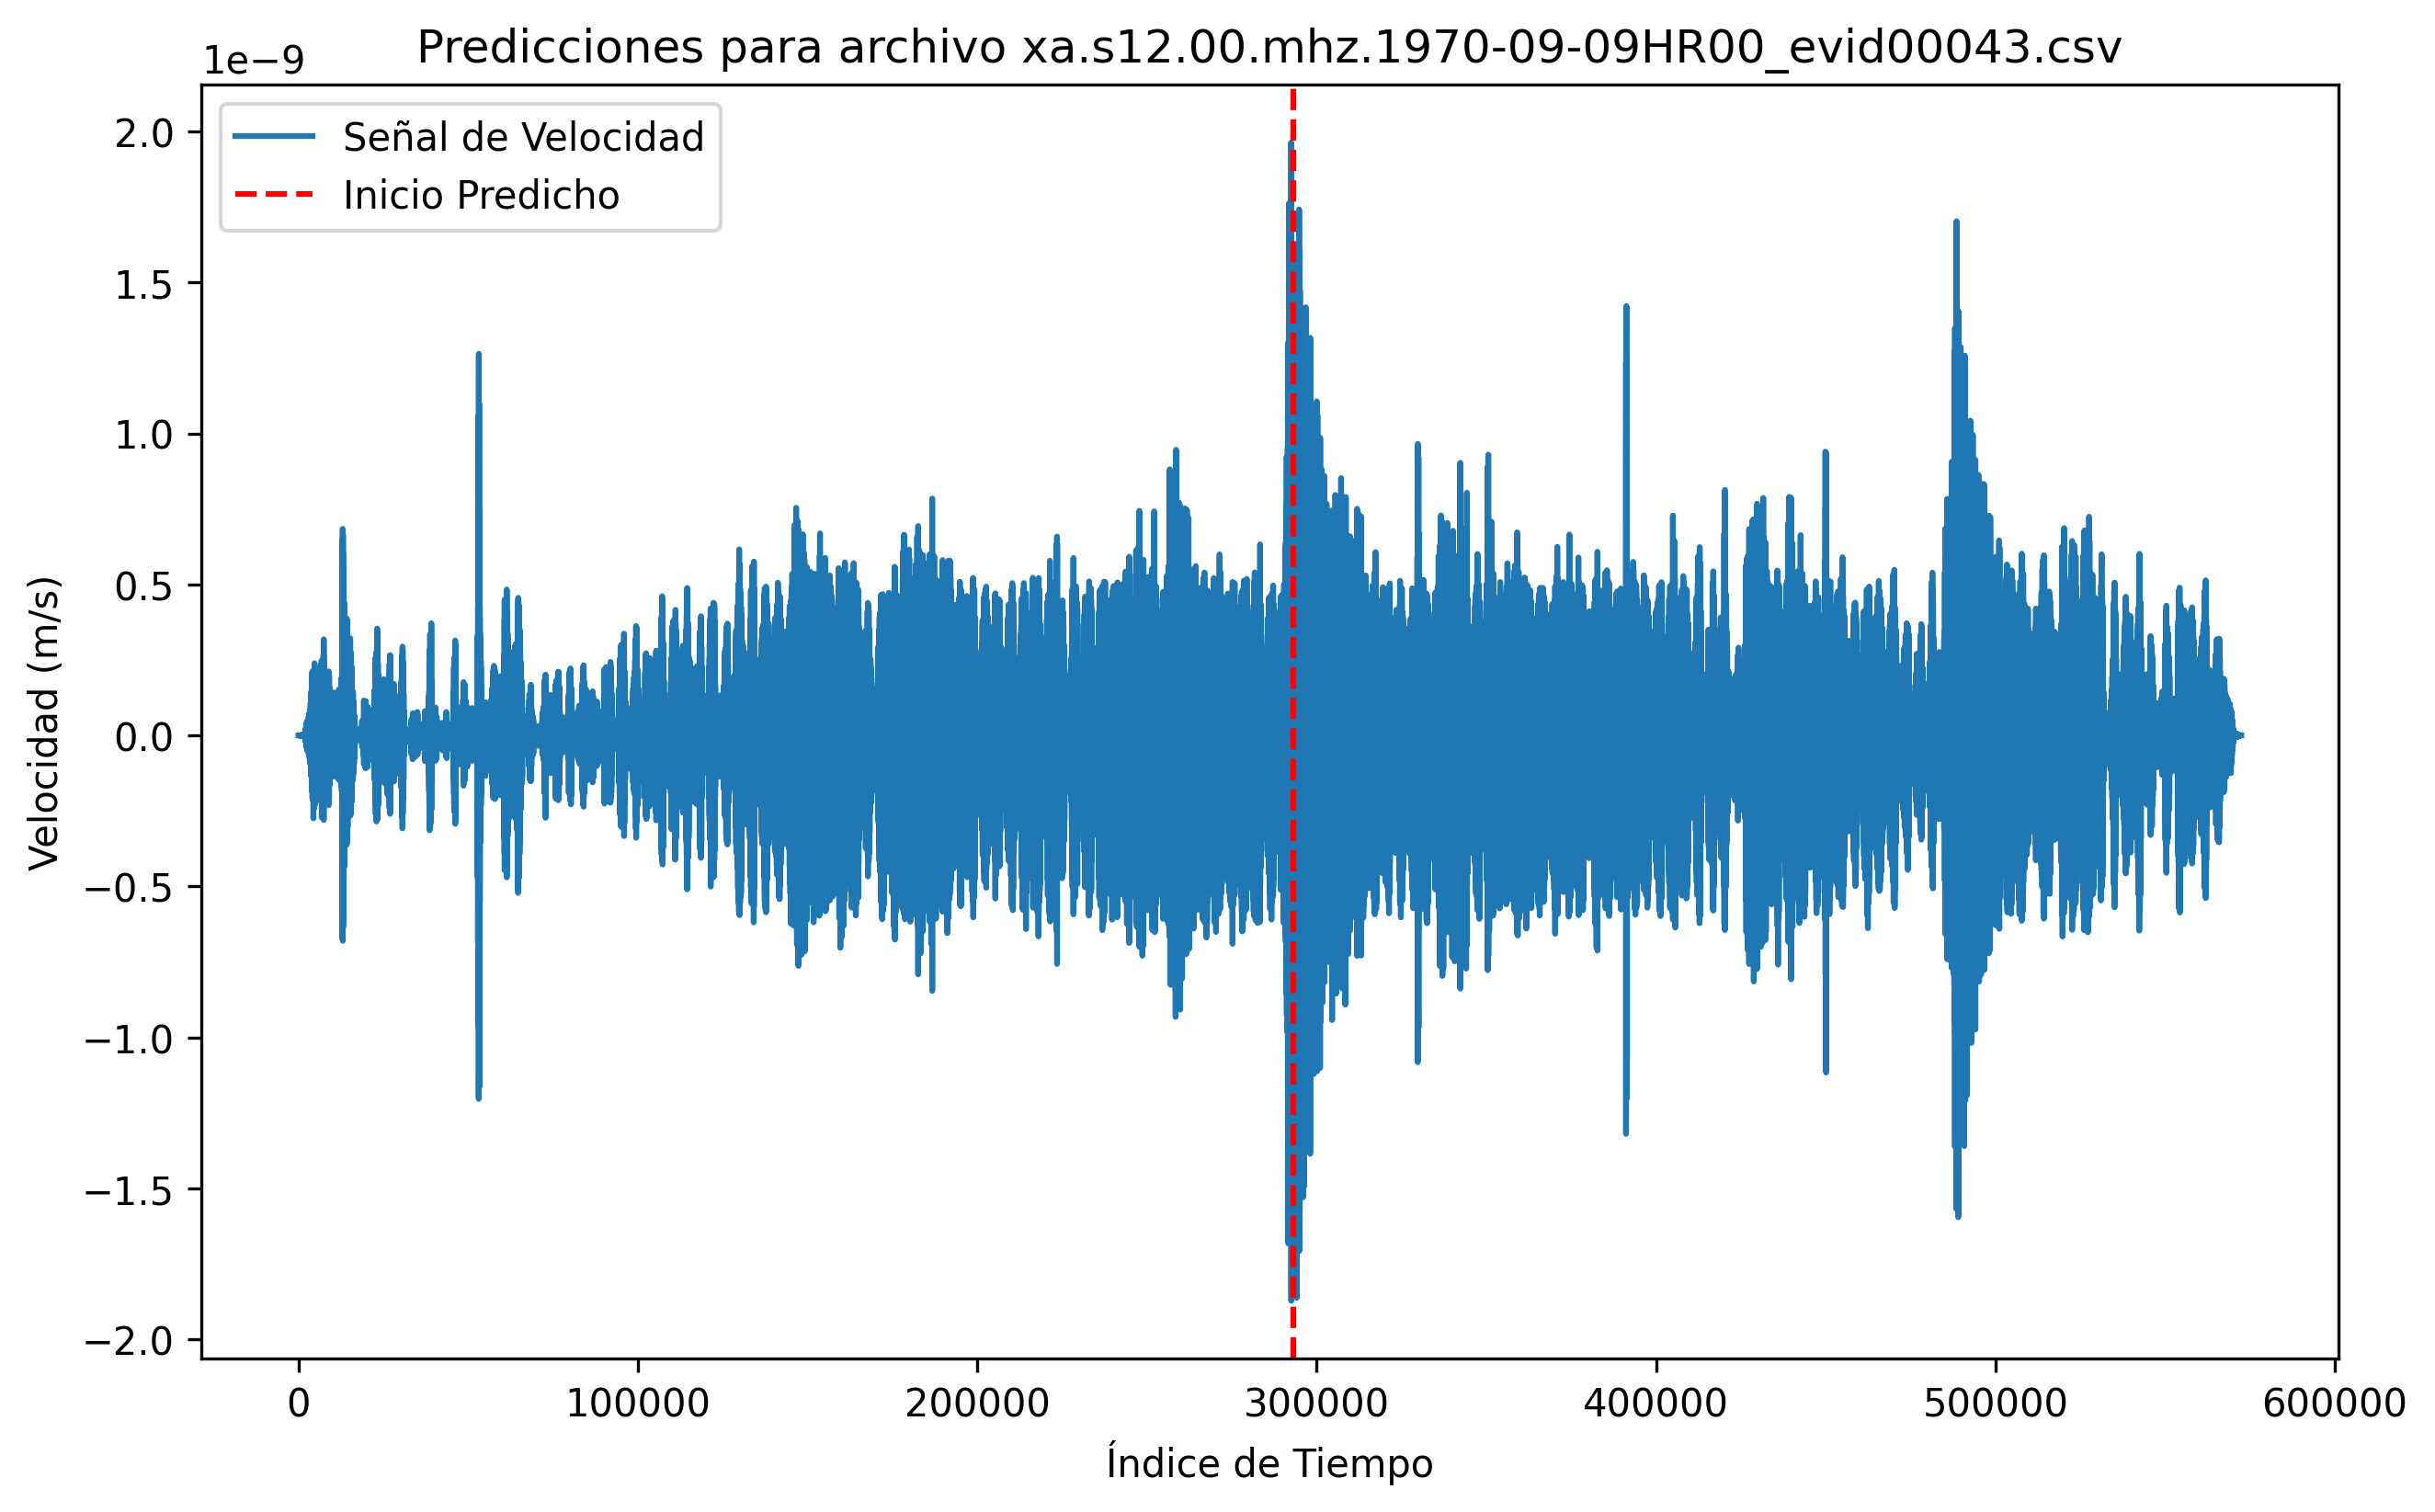 Predicciones para archivo xa.s12.00.mhz.1970-09-09HR00_evid00043.csv
1e−9
Señal de Velocidad
Inicio Predicho
2.0
1.5
1.0
0.5
0.0
−0.5
−1.0
−1.5
−2.0
Velocidad (m/s)
0 100000 200000 300000 400000 500000 600000
Índice de Tiempo